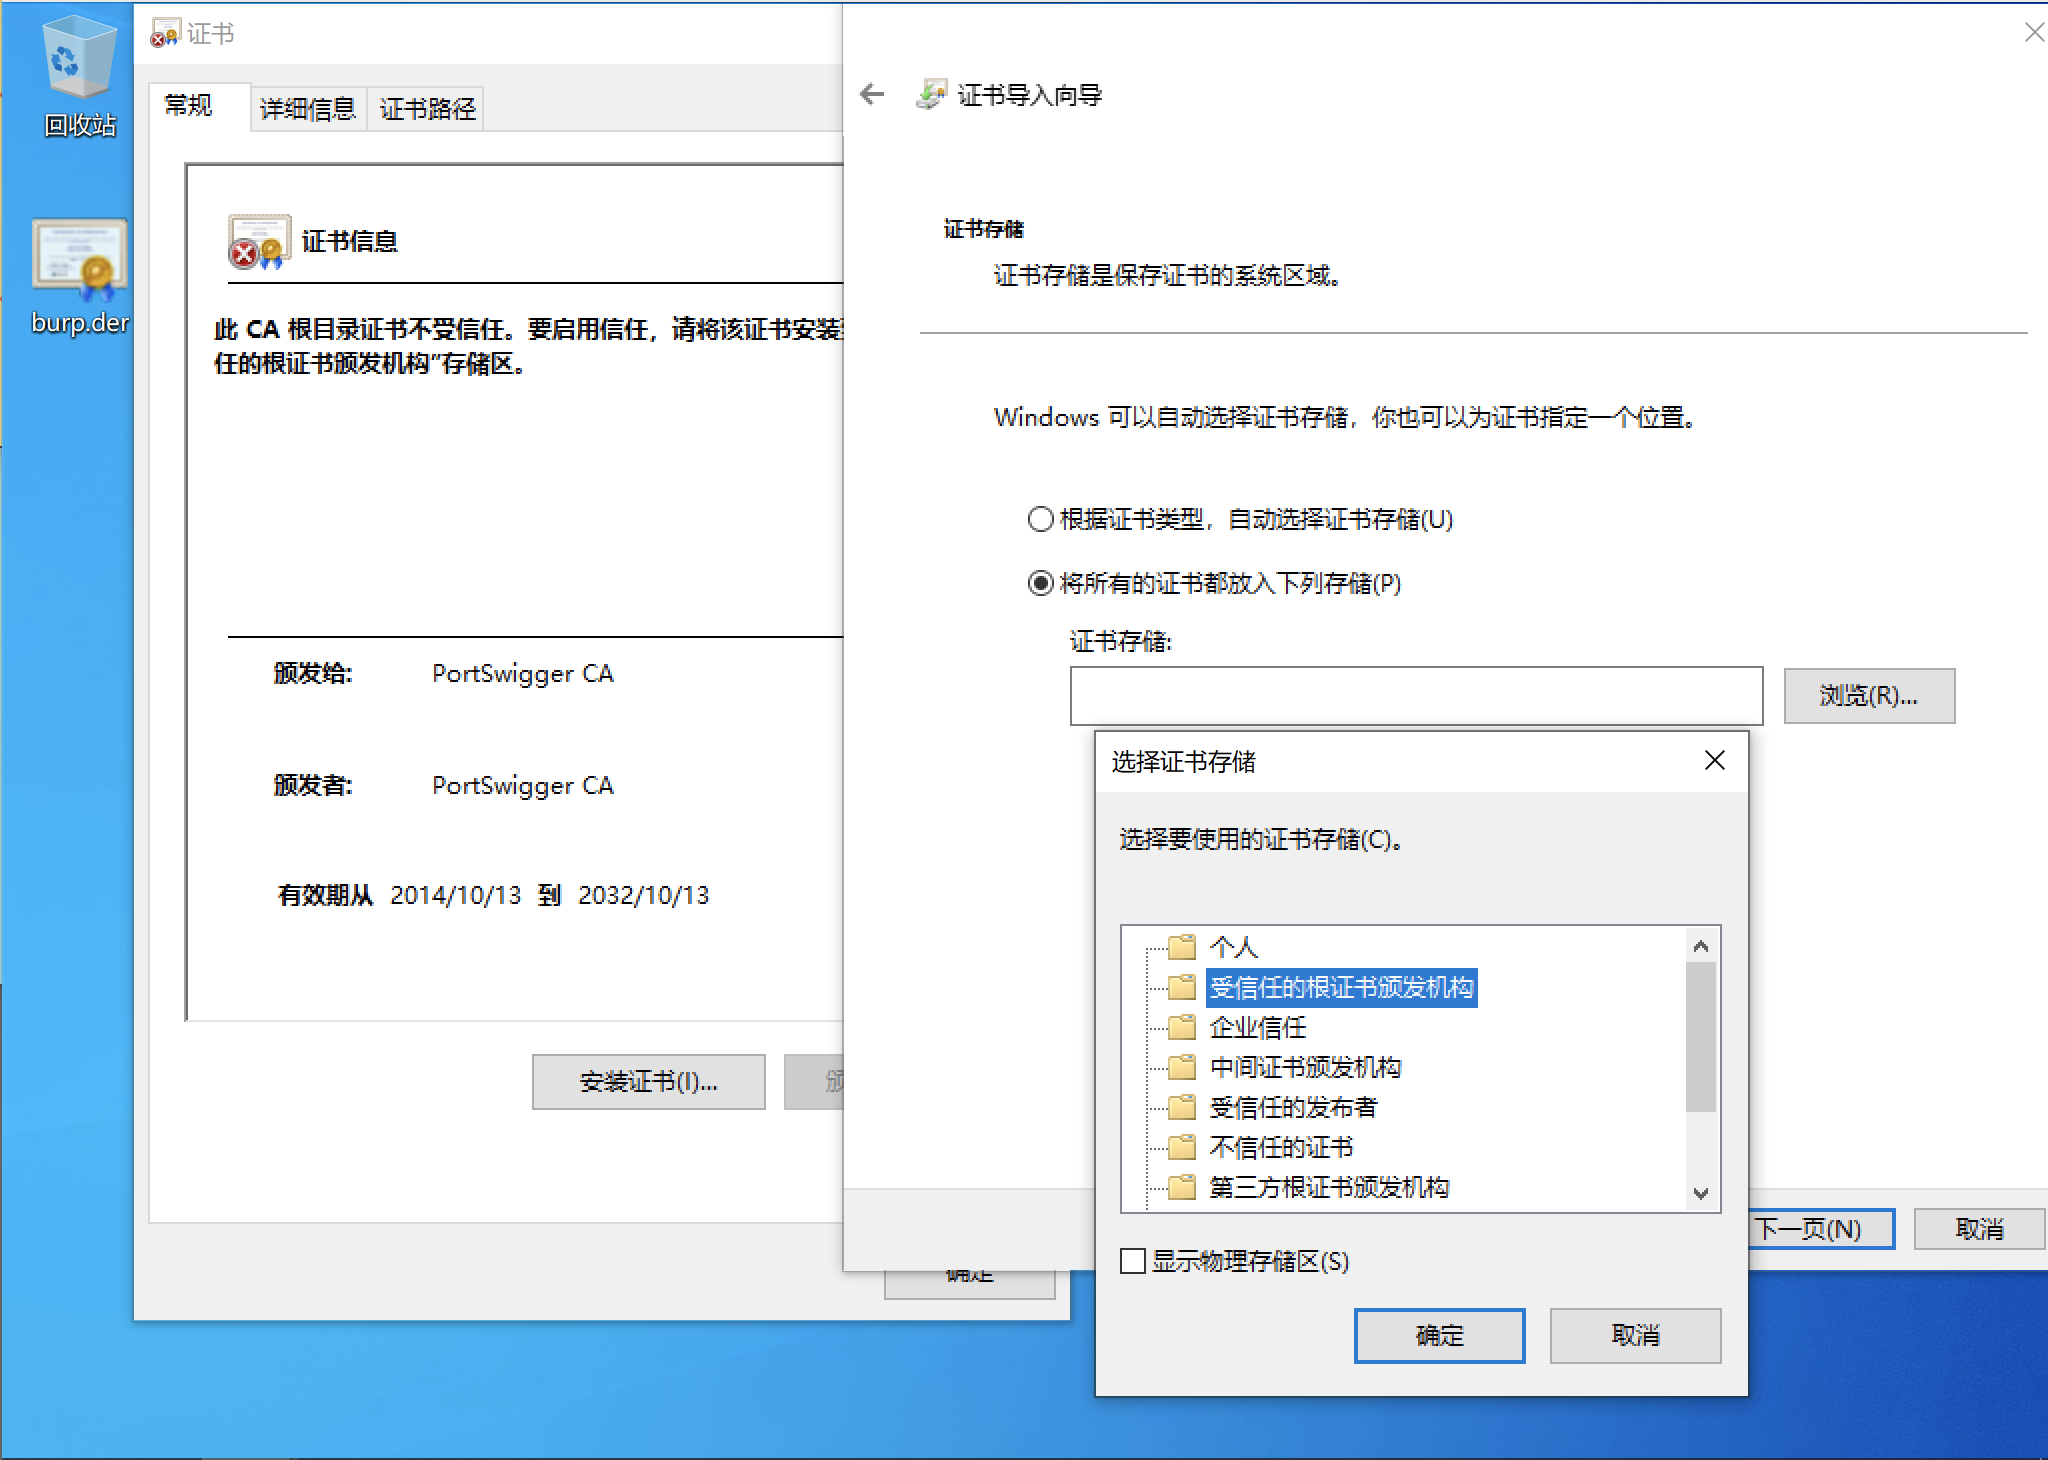 回收站
burp.der
证书
常规
详细信息
证书路径
证书信息
此 CA 根目录证书不受信任。要启用信任，请将该证书安装
任的根证书颁发机构”存储区。
颁发给:
PortSwigger CA
颁发者:
PortSwigger CA
有效期从 2014/10/13 到 2032/10/13
安装证书(I)...
确定
证书导入向导
证书存储
证书存储是保存证书的系统区域。
Windows 可以自动选择证书存储，你也可以为证书指定一个位置。
根据证书类型，自动选择证书存储(U)
将所有的证书都放入下列存储(P)
证书存储:
浏览(R)...
选择证书存储
选择要使用的证书存储(C)。
个人
受信任的根证书颁发机构
企业信任
中间证书颁发机构
受信任的发布者
不信任的证书
第三方根证书颁发机构
显示物理存储区(S)
确定
取消
下一页(N)
取消